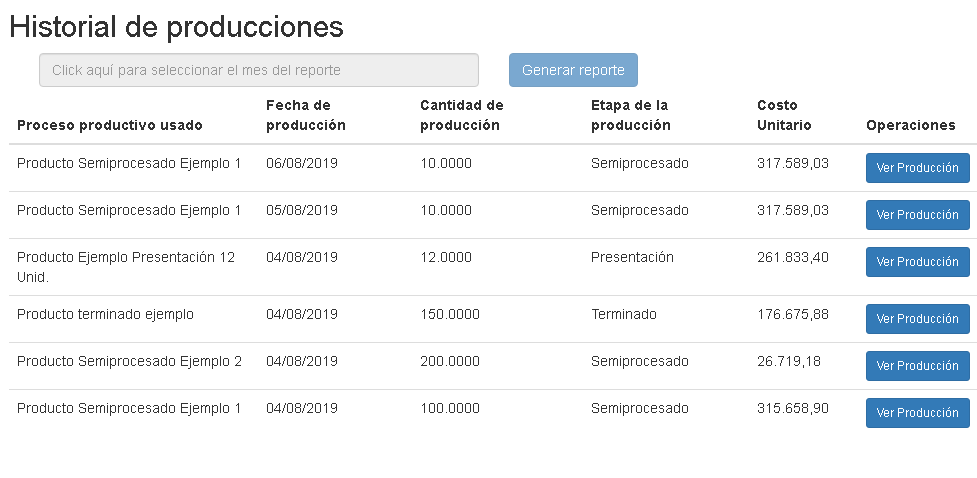 Historial de producciones
Click aquí para seleccionar el mes del reporte Generar reporte
Proceso productivo usado Fecha de producción Cantidad de producción Etapa de la producción Costo Unitario Operaciones
Producto Semiprocesado Ejemplo 1 06/08/2019 10.0000 Semiprocesado 317.589,03 Ver Producción
Producto Semiprocesado Ejemplo 1 05/08/2019 10.0000 Semiprocesado 317.589,03 Ver Producción
Producto Ejemplo Presentación 12 Unid. 04/08/2019 12.0000 Presentación 261.833,40 Ver Producción
Producto terminado ejemplo 04/08/2019 150.0000 Terminado 176.675,88 Ver Producción
Producto Semiprocesado Ejemplo 2 04/08/2019 200.0000 Semiprocesado 26.719,18 Ver Producción
Producto Semiprocesado Ejemplo 1 04/08/2019 100.0000 Semiprocesado 315.658,90 Ver Producción